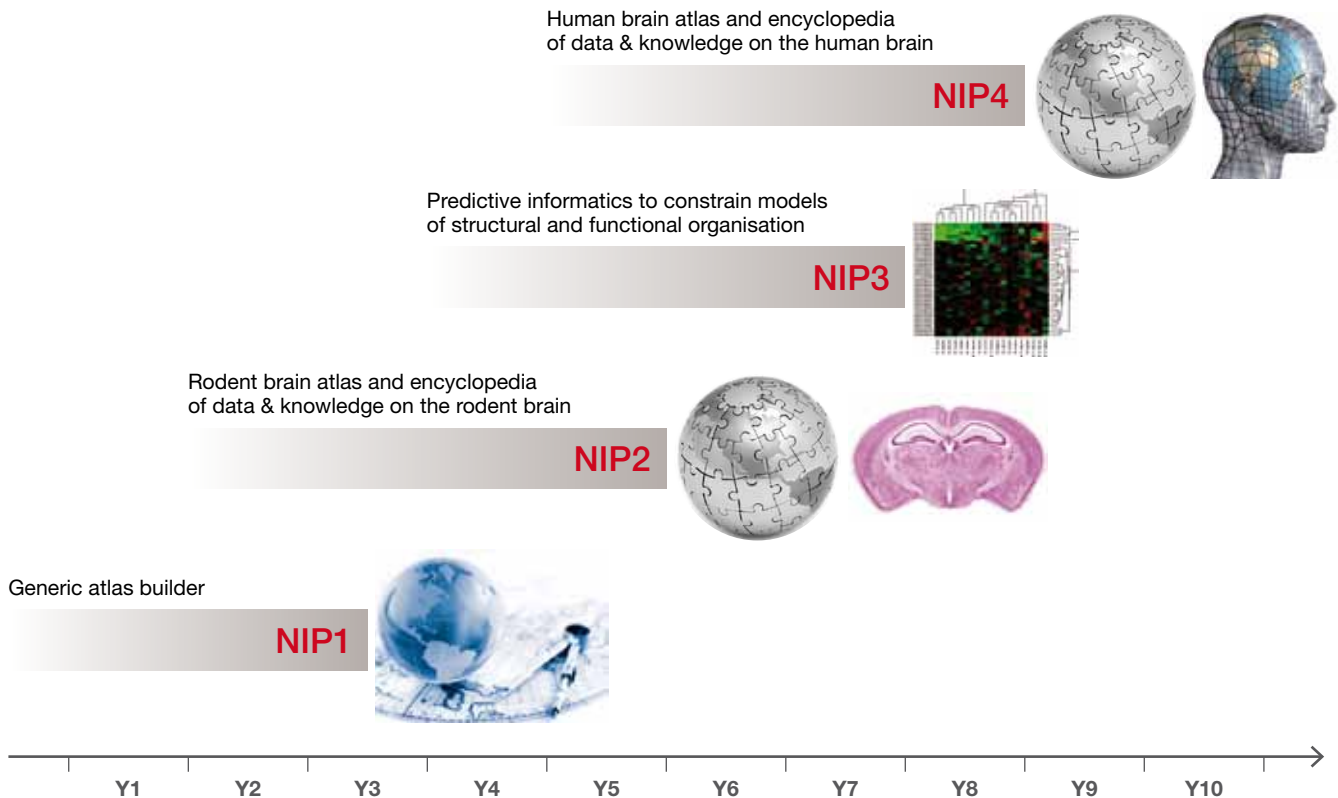 Human brain atlas and encyclopedia
of data & knowledge on the human brain
NIP4
Predictive informatics to constrain models
of structural and functional organisation
NIP3
Rodent brain atlas and encyclopedia
of data & knowledge on the rodent brain
NIP2
Generic atlas builder
NIP1
Y1 Y2 Y3 Y4 Y5 Y6 Y7 Y8 Y9 Y10